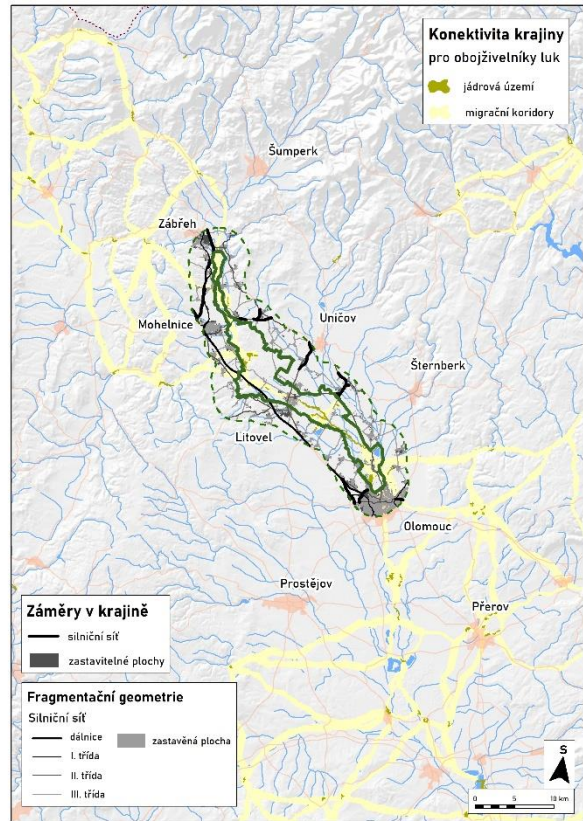 Konektivita krajiny
pro obojživelníky luk
jádrová území
migrační koridory
Šumperk
Zábřeh
Mohelnice
Uničov
Šternberk
Litovel
Olomouc
Prostějov
Přerov
Záměry v krajině
silniční síť
zastavitelné plochy
Fragmentační geometrie
Silniční síť
dálnice
zastavěná plocha
I. třída
II. třída
III. třída
S
0 5 10 km